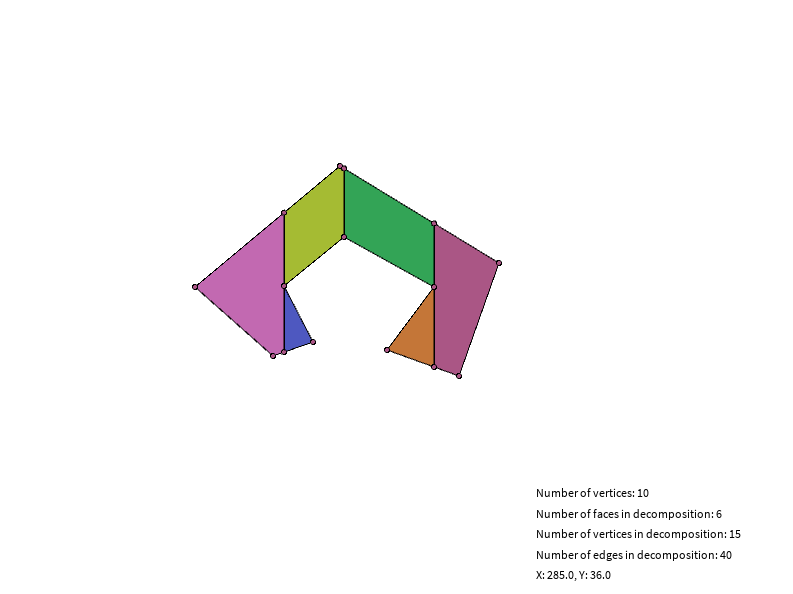 Number of vertices: 10
Number of faces in decomposition: 6
Number of vertices in decomposition: 15
Number of edges in decomposition: 40
X: 285.0, Y: 36.0